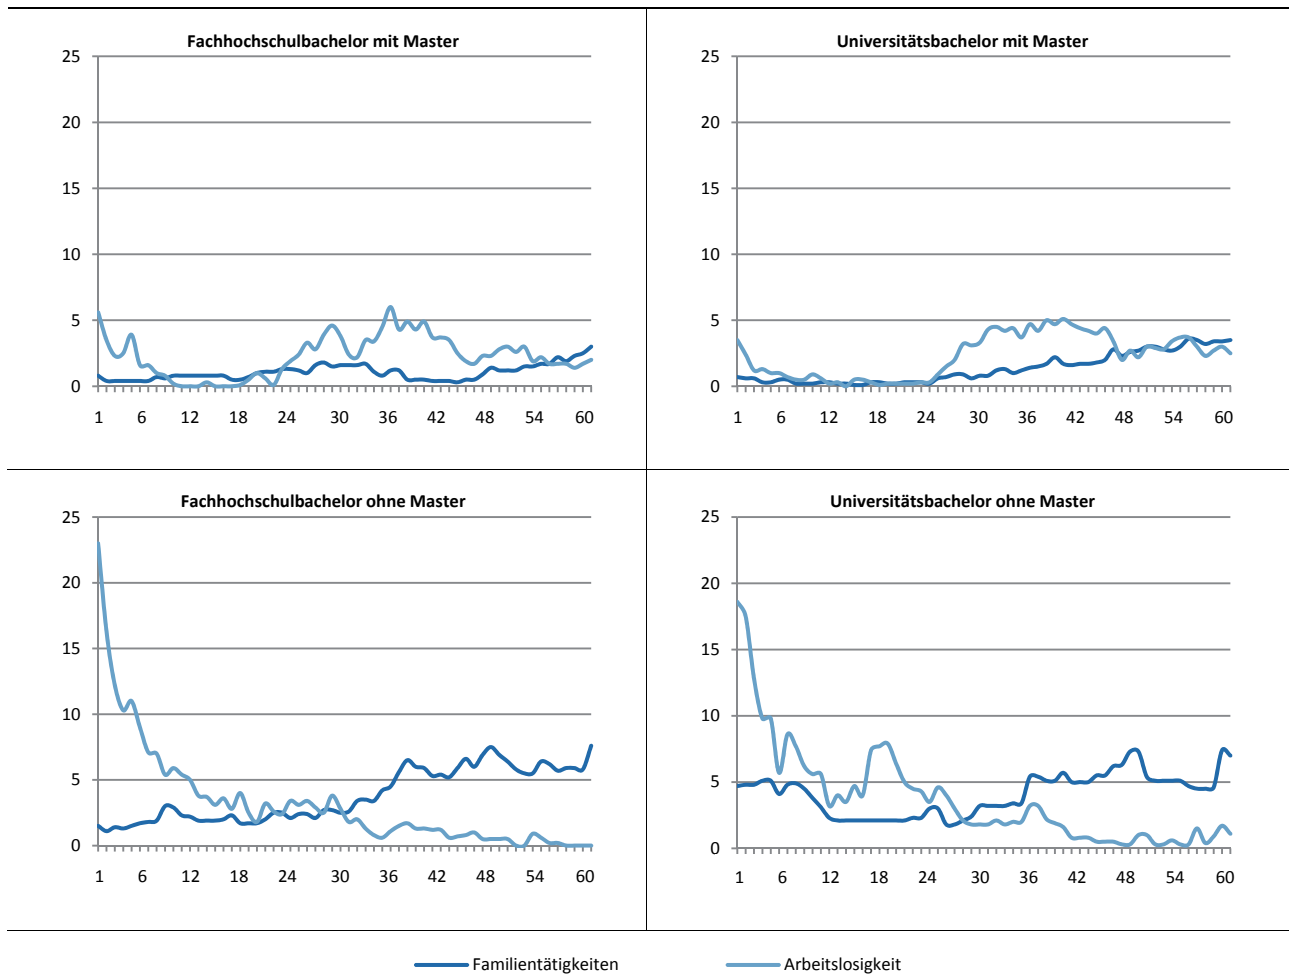 Fachhochschulbachelor mit Master
25
20
15
10
5
0
1 6 12 18 24 30 36 42 48 54 60
Universitätsbachelor mit Master
25
20
15
10
5
0
1 6 12 18 24 30 36 42 48 54 60
Fachhochschulbachelor ohne Master
25
20
15
10
5
0
1 6 12 18 24 30 36 42 48 54 60
Universitätsbachelor ohne Master
25
20
15
10
5
0
1 6 12 18 24 30 36 42 48 54 60
Familientätigkeiten Arbeitslosigkeit